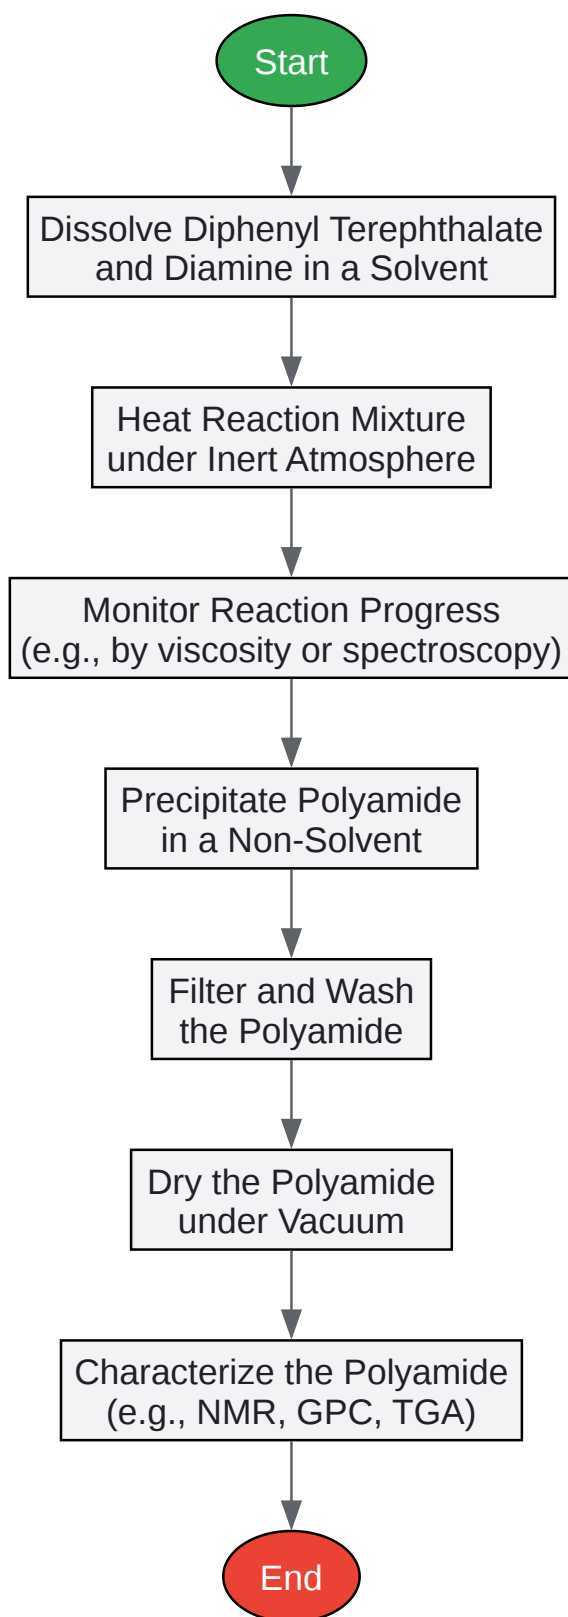 Start
Dissolve Diphenyl Terephthalate
and Diamine in a Solvent
Heat Reaction Mixture
under Inert Atmosphere
Monitor Reaction Progress
(e.g., by viscosity or spectroscopy)
Precipitate Polyamide
in a Non-Solvent
Filter and Wash
the Polyamide
Dry the Polyamide
under Vacuum
Characterize the Polyamide
(e.g., NMR, GPC, TGA)
End